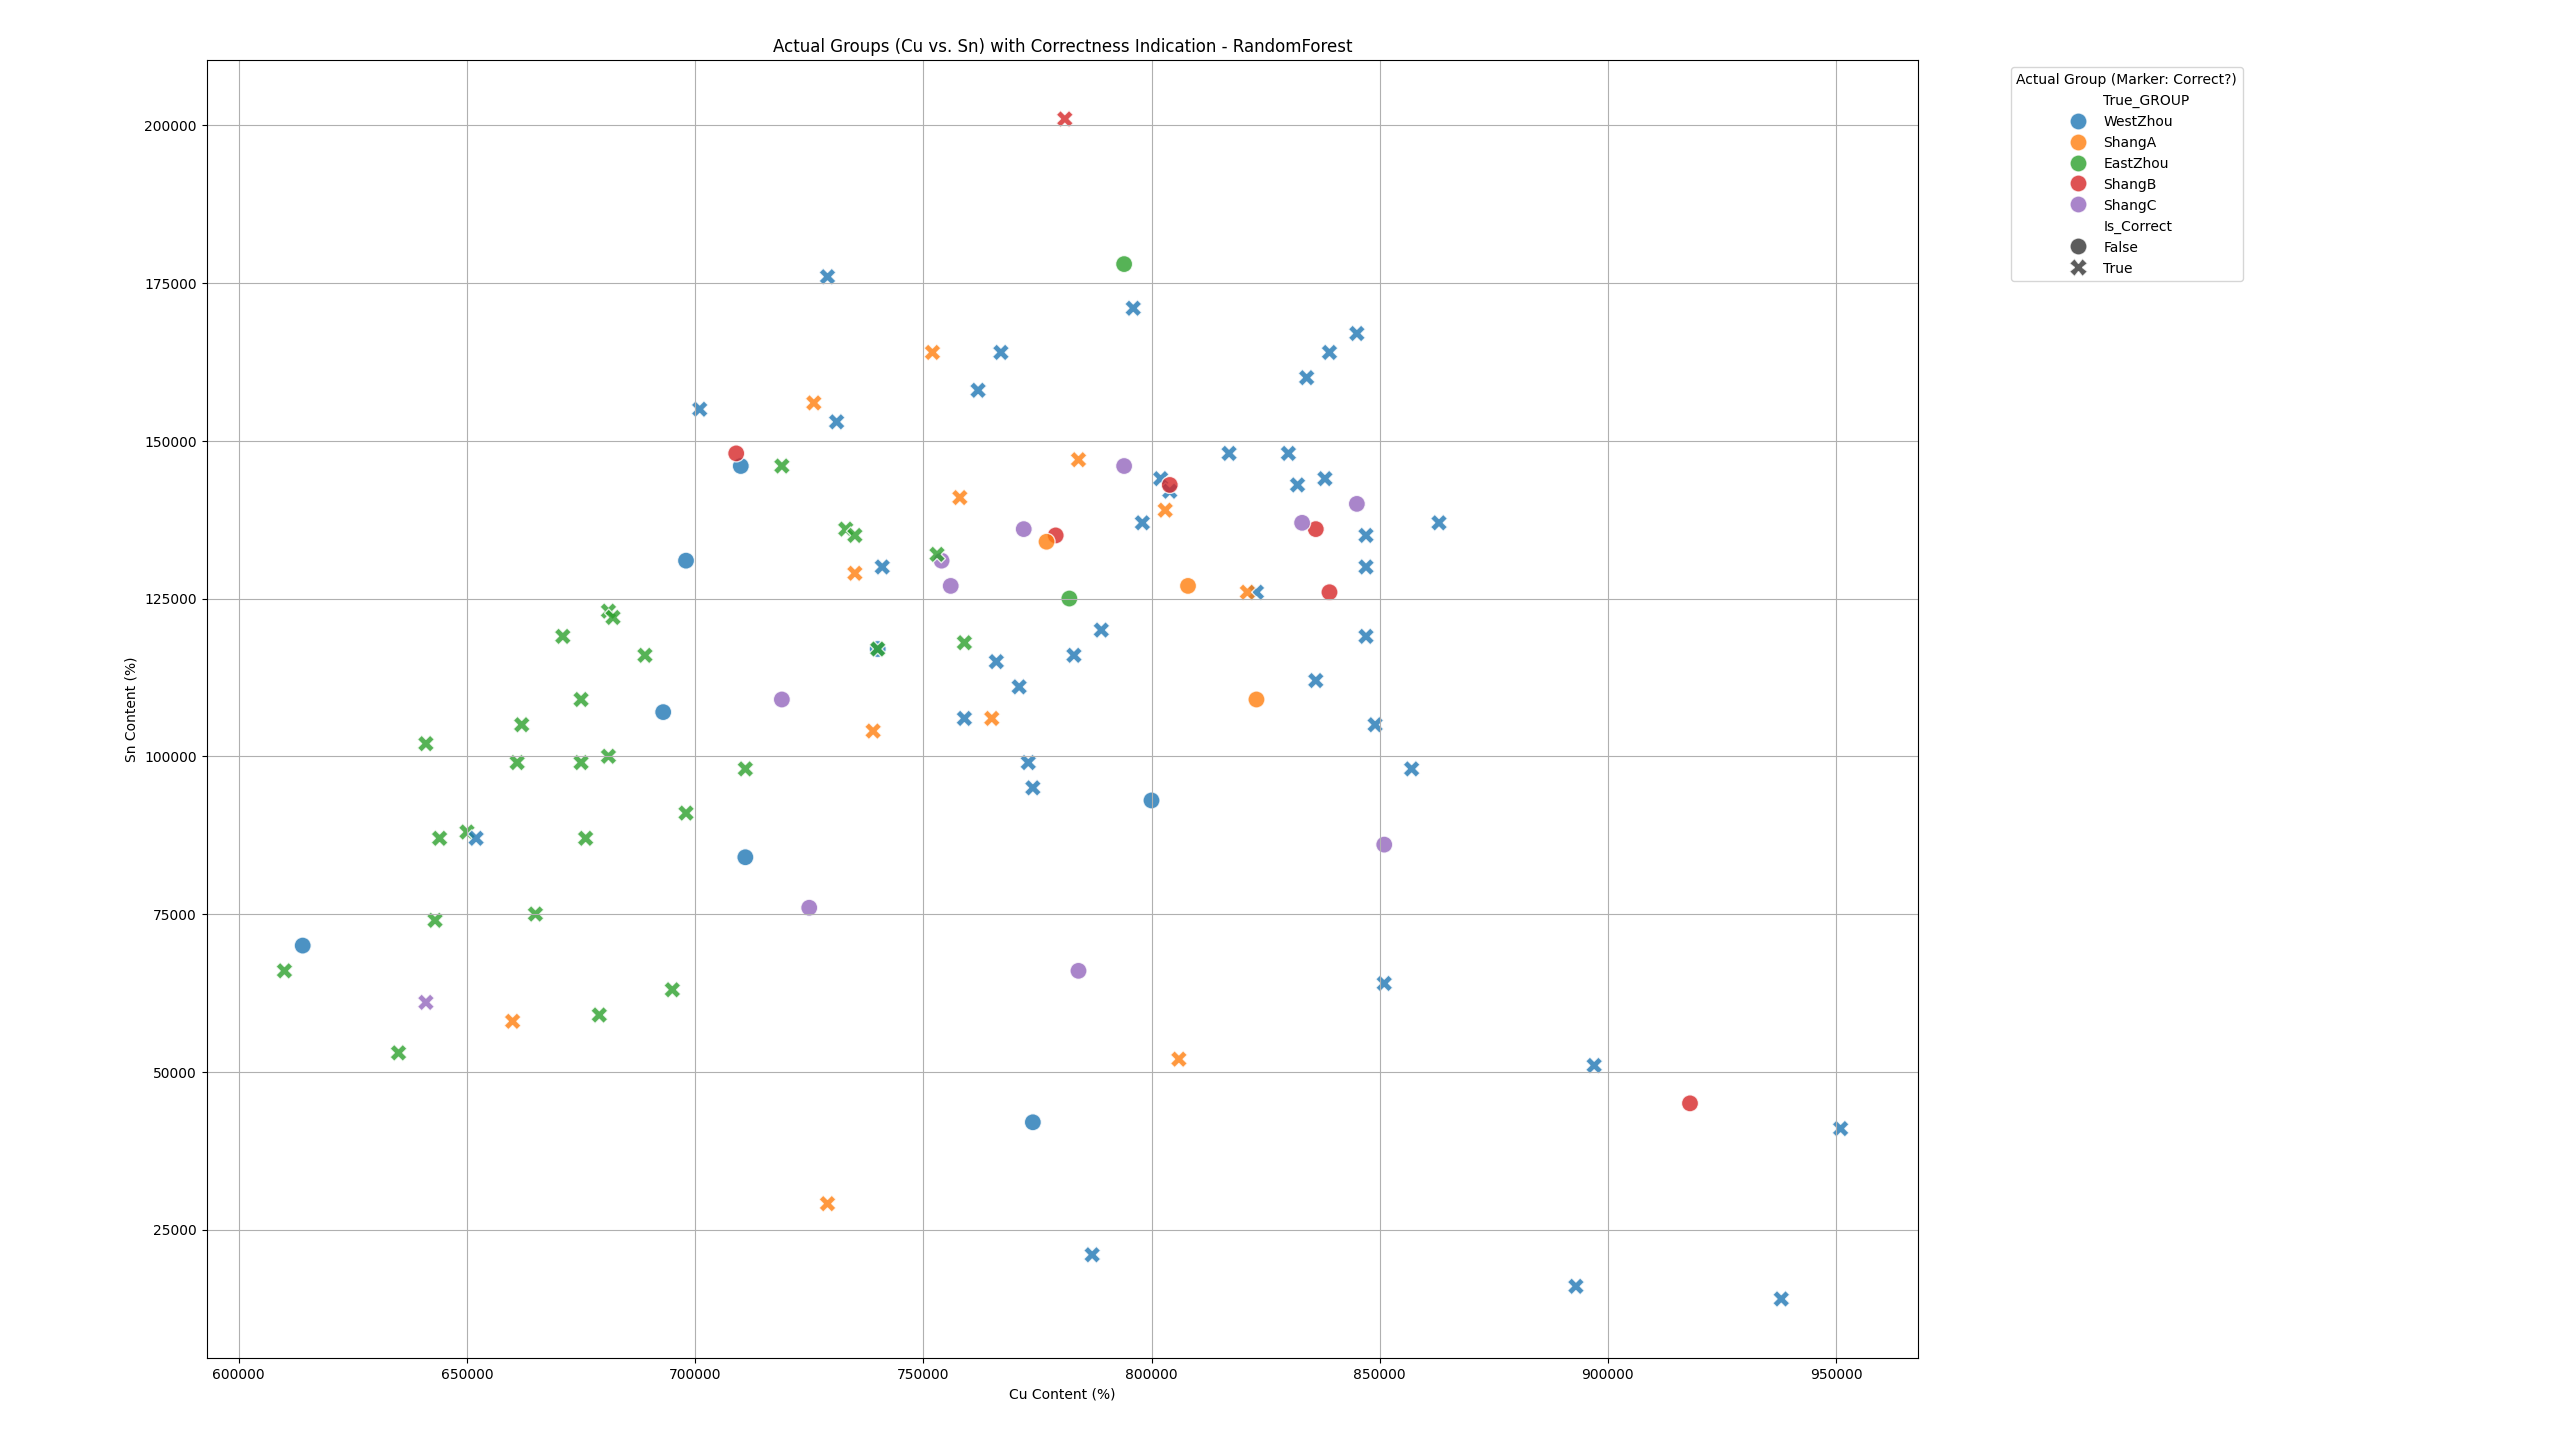 Actual Groups (Cu vs. Sn) with Correctness Indication - RandomForest
Actual Group (Marker: Correct?)
True_GROUP
WestZhou
ShangA
EastZhou
ShangB
ShangC
Is_Correct
False
True
Sn Content (%)
200000
175000
150000
125000
100000
75000
50000
25000
600000 650000 700000 750000 800000 850000 900000 950000
Cu Content (%)